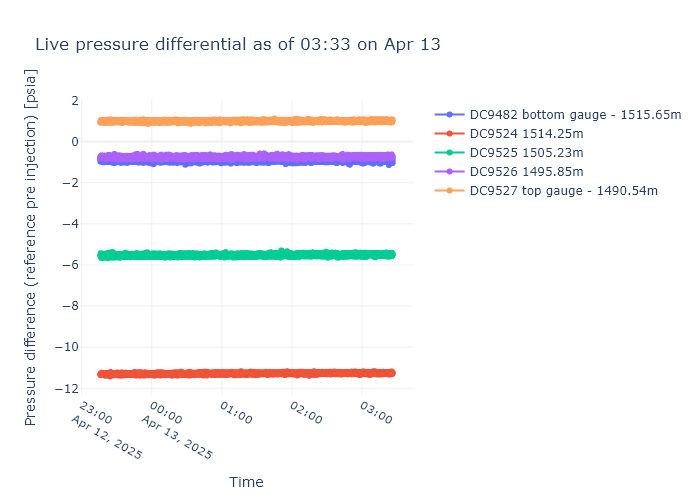 Live pressure differential as of 03:33 on Apr 13
Pressure difference (reference pre injection) [psia]
2
0
−2
−4
−6
−8
−10
−12
23:00
Apr 12, 2025
00:00
Apr 13, 2025
01:00
02:00
03:00
Time
DC9482 bottom gauge - 1515.65m
DC9524 1514.25m
DC9525 1505.23m
DC9526 1495.85m
DC9527 top gauge - 1490.54m